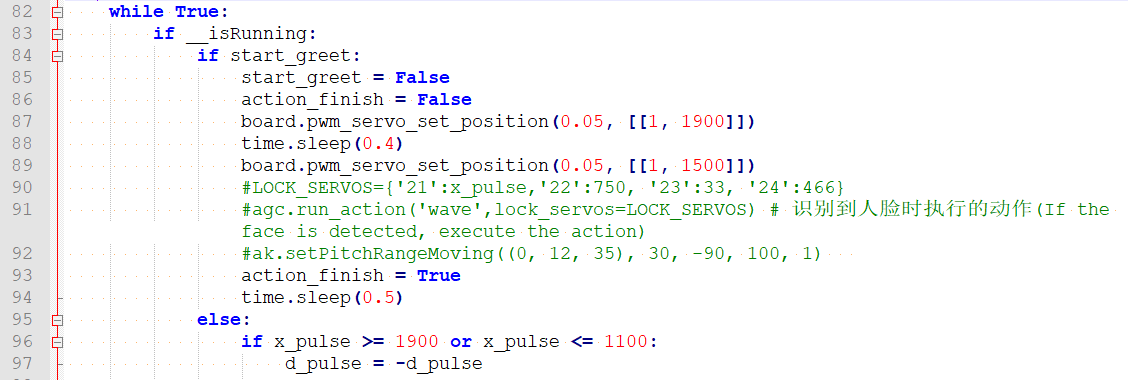 82 while True:
83 if __isRunning:
84 if start_greet:
85 start_greet = False
86 action_finish = False
87 board.pwm_servo_set_position(0.05, [[1, 1900]])
88 time.sleep(0.4)
89 board.pwm_servo_set_position(0.05, [[1, 1500]])
90 #LOCK_SERVOS={'21':x_pulse,'22':750, '23':33, '24':466}
91 #agc.run_action('wave',lock_servos=LOCK_SERVOS) # 识别到人脸时执行的动作(If the
face is detected, execute the action)
92 #ak.setPitchRangeMoving((0, 12, 35), 30, -90, 100, 1)
93 action_finish = True
94 time.sleep(0.5)
95 else:
96 if x_pulse >= 1900 or x_pulse <= 1100:
97 d_pulse = -d_pulse